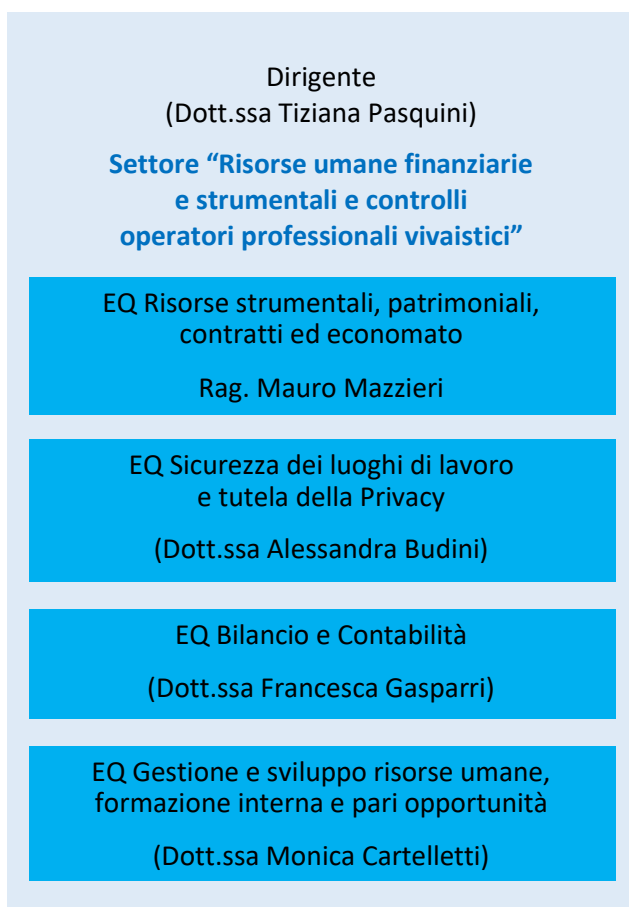 Dirigente
(Dott.ssa Tiziana Pasquini)
Settore “Risorse umane finanziarie
e strumentali e controlli
operatori professionali vivaistici”
EQ Risorse strumentali, patrimoniali,
contratti ed economato
Rag. Mauro Mazzieri
EQ Sicurezza dei luoghi di lavoro
e tutela della Privacy
(Dott.ssa Alessandra Budini)
EQ Bilancio e Contabilità
(Dott.ssa Francesca Gasparri)
EQ Gestione e sviluppo risorse umane,
formazione interna e pari opportunità
(Dott.ssa Monica Cartelletti)